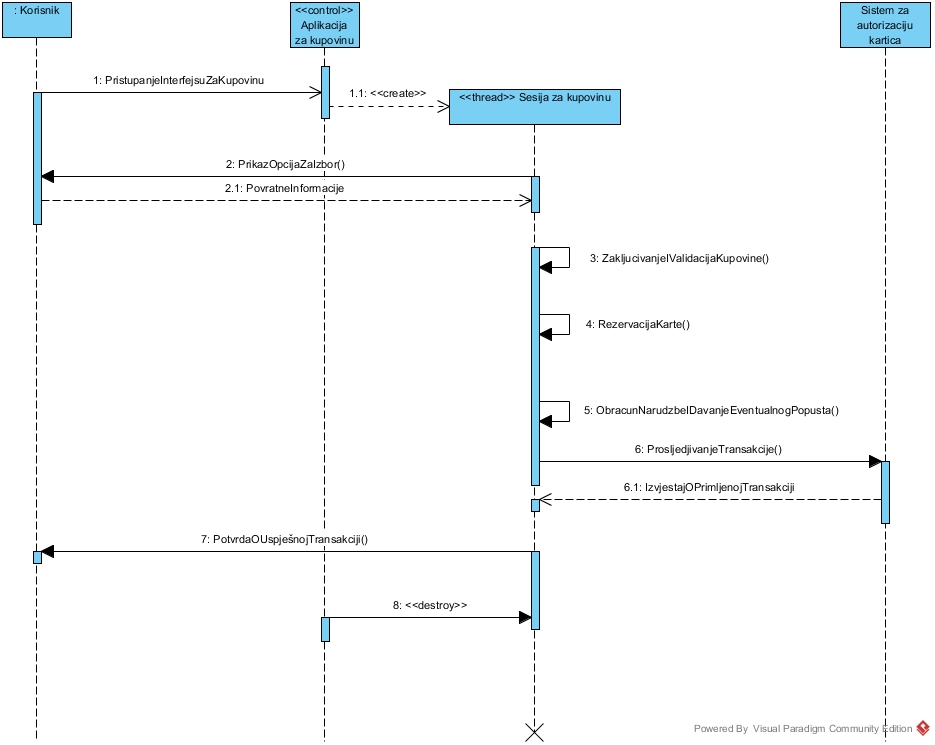 : Korisnik
<<control>>
Aplikacija
za kupovinu
Sistem za
autorizaciju
kartica
1: PristupanjeInterfejsuZaKupovinu
1.1: <<create>>
<<thread>> Sesija za kupovinu
2: PrikazOpcijaZaIzbor()
2.1: PovratneInformacije
3: ZakljucivanjeIValidacijaKupovine()
4: RezervacijaKarte()
5: ObracunNarudzbeIDavanjeEventualnogPopusta()
6: ProsljedjivanjeTransakcije()
6.1: IzvjestajOPrimljenojTransakciji
7: PotvrdaOUspješnojTransakciji()
8: <<destroy>>
Powered By Visual Paradigm Community Edition